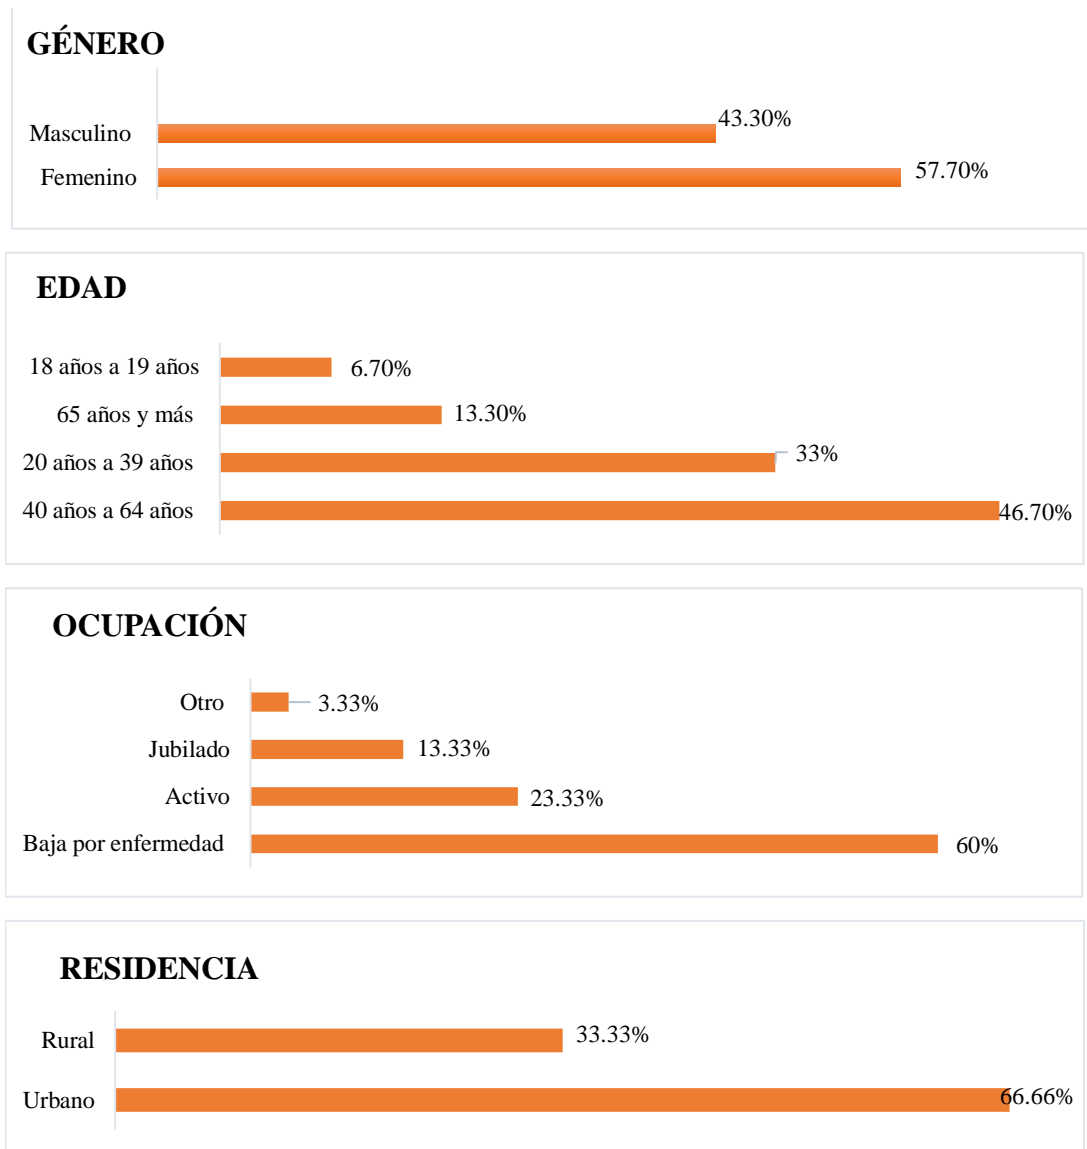 GÉNERO
Masculino 43.30%
Femenino 57.70%
EDAD
18 años a 19 años 6.70%
65 años y más 13.30%
20 años a 39 años 33%
40 años a 64 años 46.70%
OCUPACIÓN
Otro 3.33%
Jubilado 13.33%
Activo 23.33%
Baja por enfermedad 60%
RESIDENCIA
Rural 33.33%
Urbano 66.66%